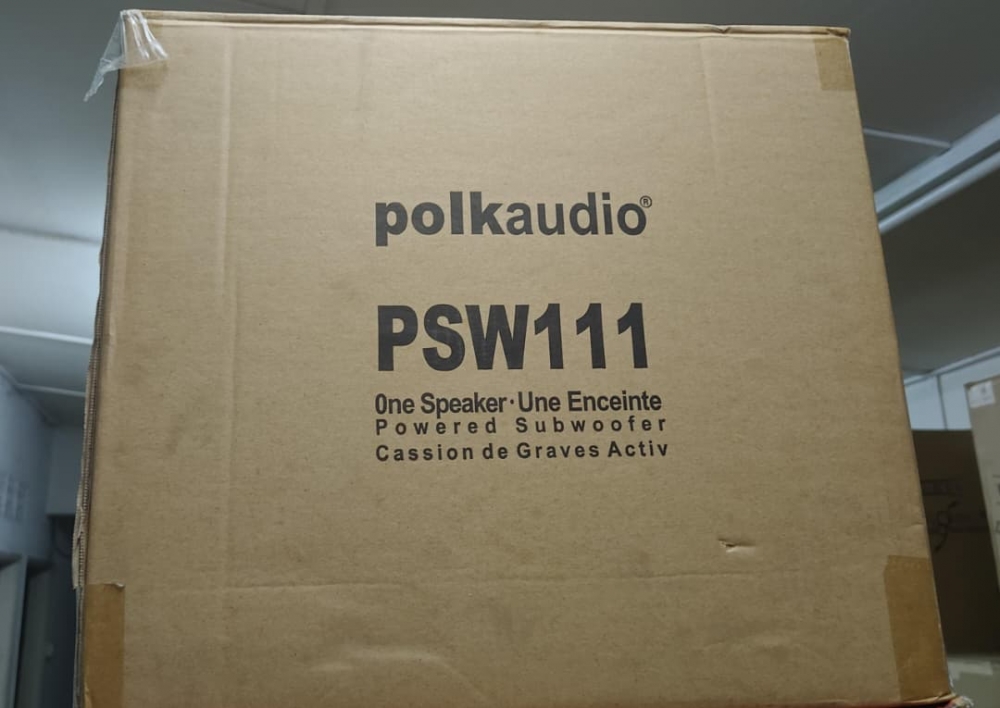 polkaudio®
PSW111
One Speaker·Une Enceinte
Powered Subwoofer
Cassion de Graves Activ